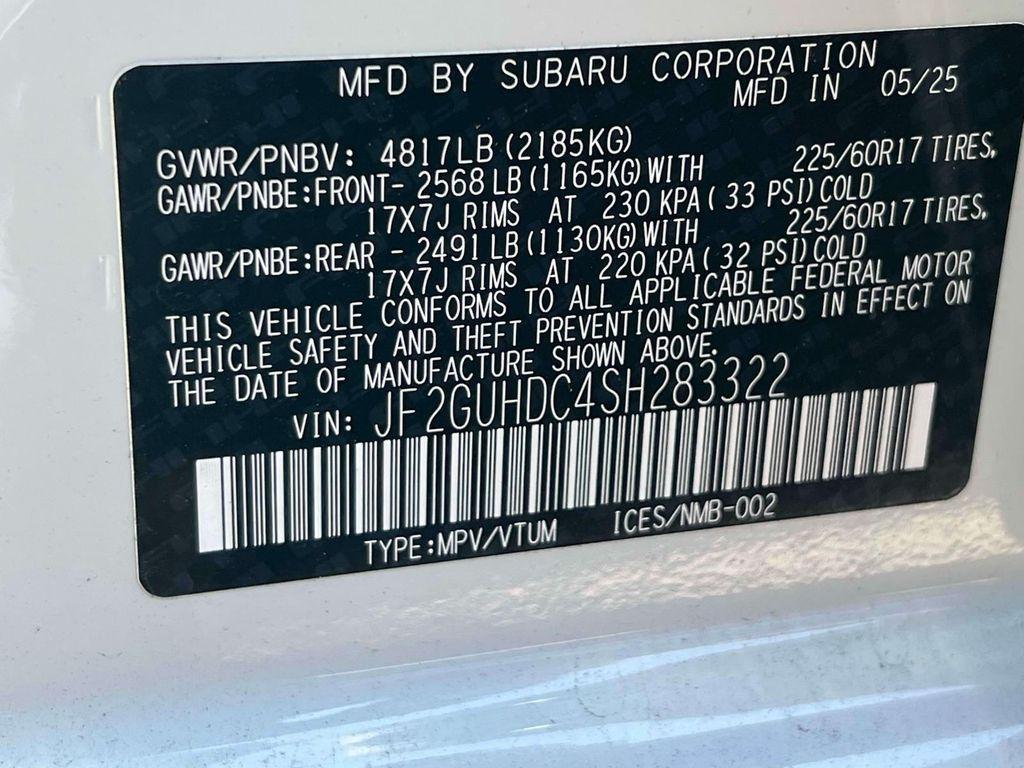 MFD BY SUBARU CORPORATION
MFD IN 05/25
GVWR/PNBV: 4817LB (2185KG)
GAWR/PNBE:FRONT- 2568 LB (1165KG) WITH 225/60R17 TIRES,
17X7J RIMS AT 230 KPA ( 33 PSI) COLD
GAWR/PNBE:REAR - 2491 LB (1130KG) WITH 225/60R17 TIRES,
17X7J RIMS AT 220 KPA ( 32 PSI) COLD
THIS VEHICLE CONFORMS TO ALL APPLICABLE FEDERAL MOTOR
VEHICLE SAFETY AND THEFT PREVENTION STANDARDS IN EFFECT ON
THE DATE OF MANUFACTURE SHOWN ABOVE.
VIN: JF2GUHDC4SH283322
TYPE:MPV/VTUM ICES/NMB-002